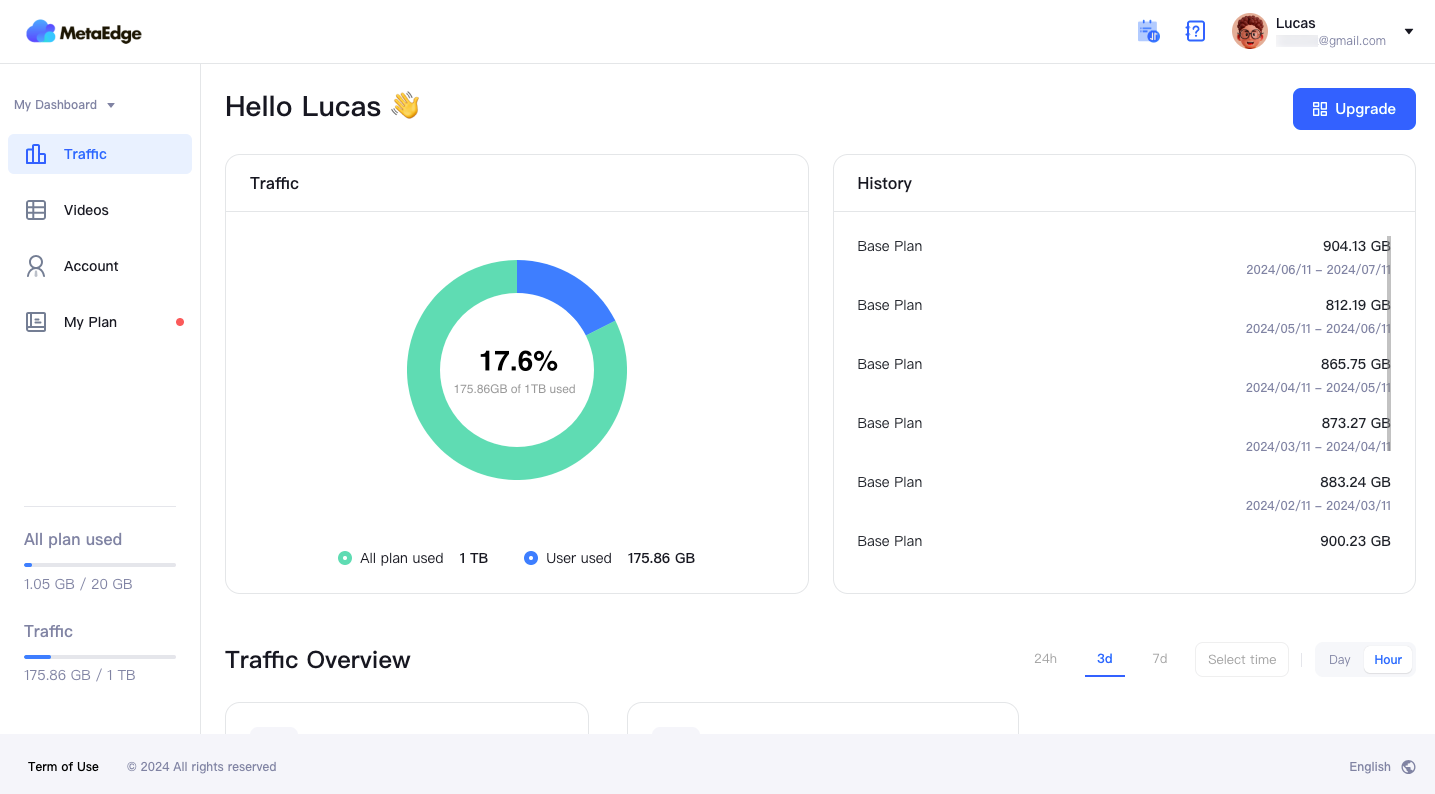 MetaEdge
Lucas
@gmail.com
My Dashboard
Traffic
Videos
Account
My Plan
All plan used
1.05 GB / 20 GB
Traffic
175.86 GB / 1 TB
Hello Lucas 👋
Upgrade
Traffic
17.6%
175.86GB of 1TB used
All plan used 1 TB User used 175.86 GB
History
Base Plan 904.13 GB
2024/06/11 – 2024/07/11
Base Plan 812.19 GB
2024/05/11 – 2024/06/11
Base Plan 865.75 GB
2024/04/11 – 2024/05/11
Base Plan 873.27 GB
2024/03/11 – 2024/04/11
Base Plan 883.24 GB
2024/02/11 – 2024/03/11
Base Plan 900.23 GB
Traffic Overview
24h 3d 7d Select time Day Hour
Term of Use © 2024 All rights reserved
English